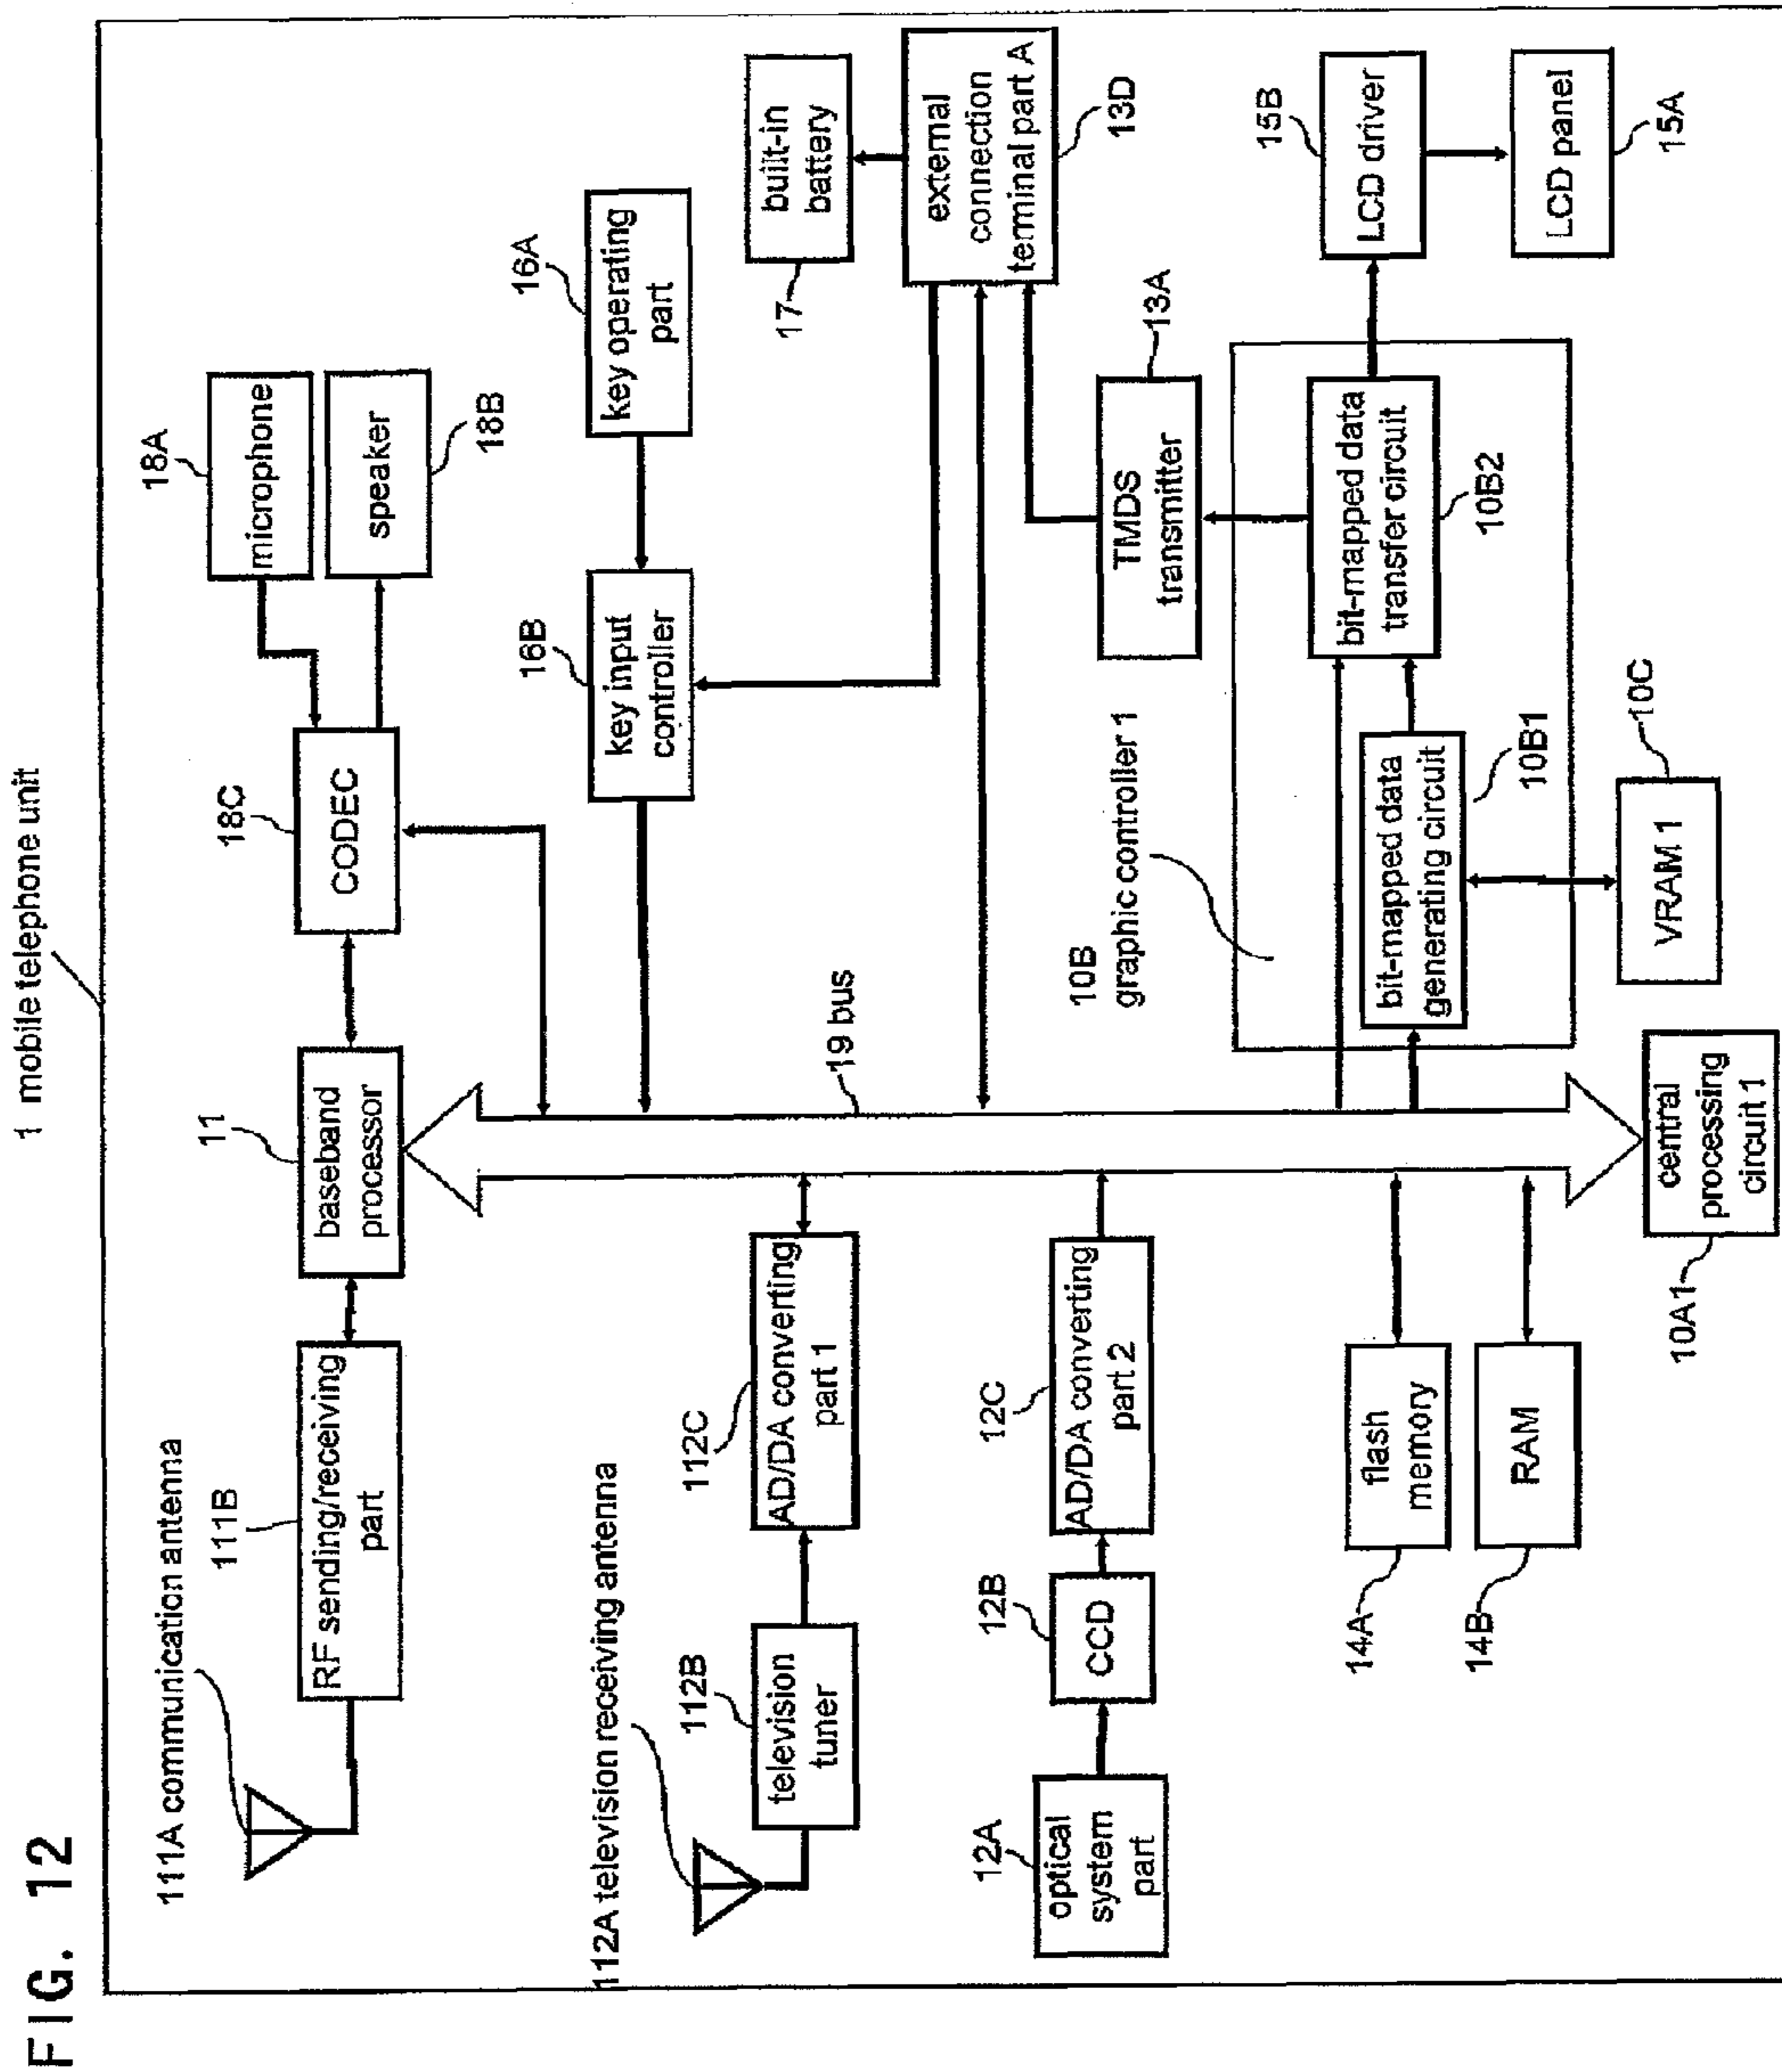 FIG. 12
1 mobile telephone unit
111A communication antenna
111B
RF sending/receiving
part
11
baseband
processor
18C
CODEC
18A
microphone
speaker
18B
112A television receiving antenna
112B
television
tuner
112C
AD/DA converting
part 1
16B
key input
controller
16A
key operating
part
17
built-in
battery
19 bus
12A
optical
system
part
12B
CCD
12C
AD/DA converting
part 2
external
connection
terminal part A
13D
13A
TMDS
transmitter
10B
graphic controller 1
14A
flash
memory
14B
RAM
bit-mapped data
generating circuit
10B1
bit-mapped data
transfer circuit
10B2
15B
LCD driver
LCD panel
15A
10C
VRAM 1
central
processing
circuit 1
10A1